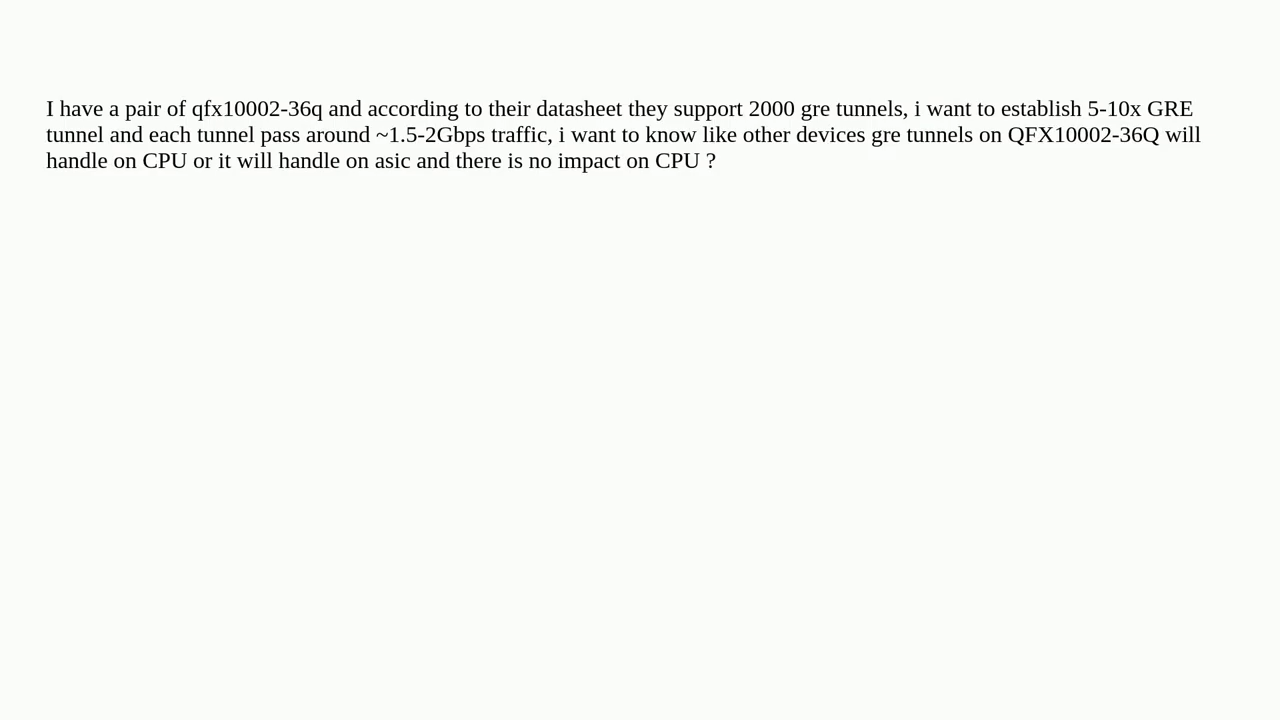 I have a pair of qfx10002-36q and according to their datasheet they support 2000 gre tunnels, i want to establish 5-10x GRE
tunnel and each tunnel pass around ~1.5-2Gbps traffic, i want to know like other devices gre tunnels on QFX10002-36Q will
handle on CPU or it will handle on asic and there is no impact on CPU ?